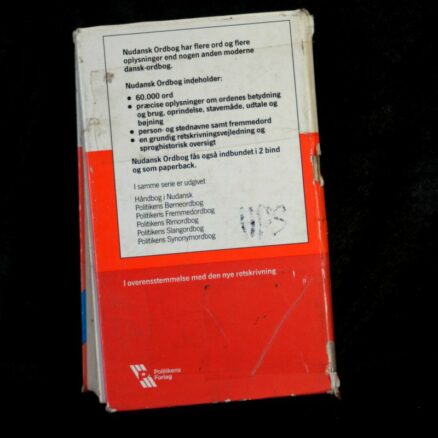 Nudansk Ordbog har flere ord og flere
oplysninger end nogen anden moderne
dansk-ordbog.
Nudansk Ordbog indeholder:
• 60.000 ord
• præcise oplysninger om ordenes betydning
og brug, oprindelse, stavemåde, udtale og
bøjning
• person- og stednavne samt fremmedord
• en grundig retskrivningsvejledning og
sproghistorisk oversigt
Nudansk Ordbog fås også indbundet i 2 bind
og som paperback.
I samme serie er udgivet
Håndbog i Nudansk
Politikens Børneordbog
Politikens Fremmedordbog
Politikens Rimordbog
Politikens Slangordbog
Politikens Synonymordbog
I overensstemmelse med den nye retskrivning
Politikens
Forlag